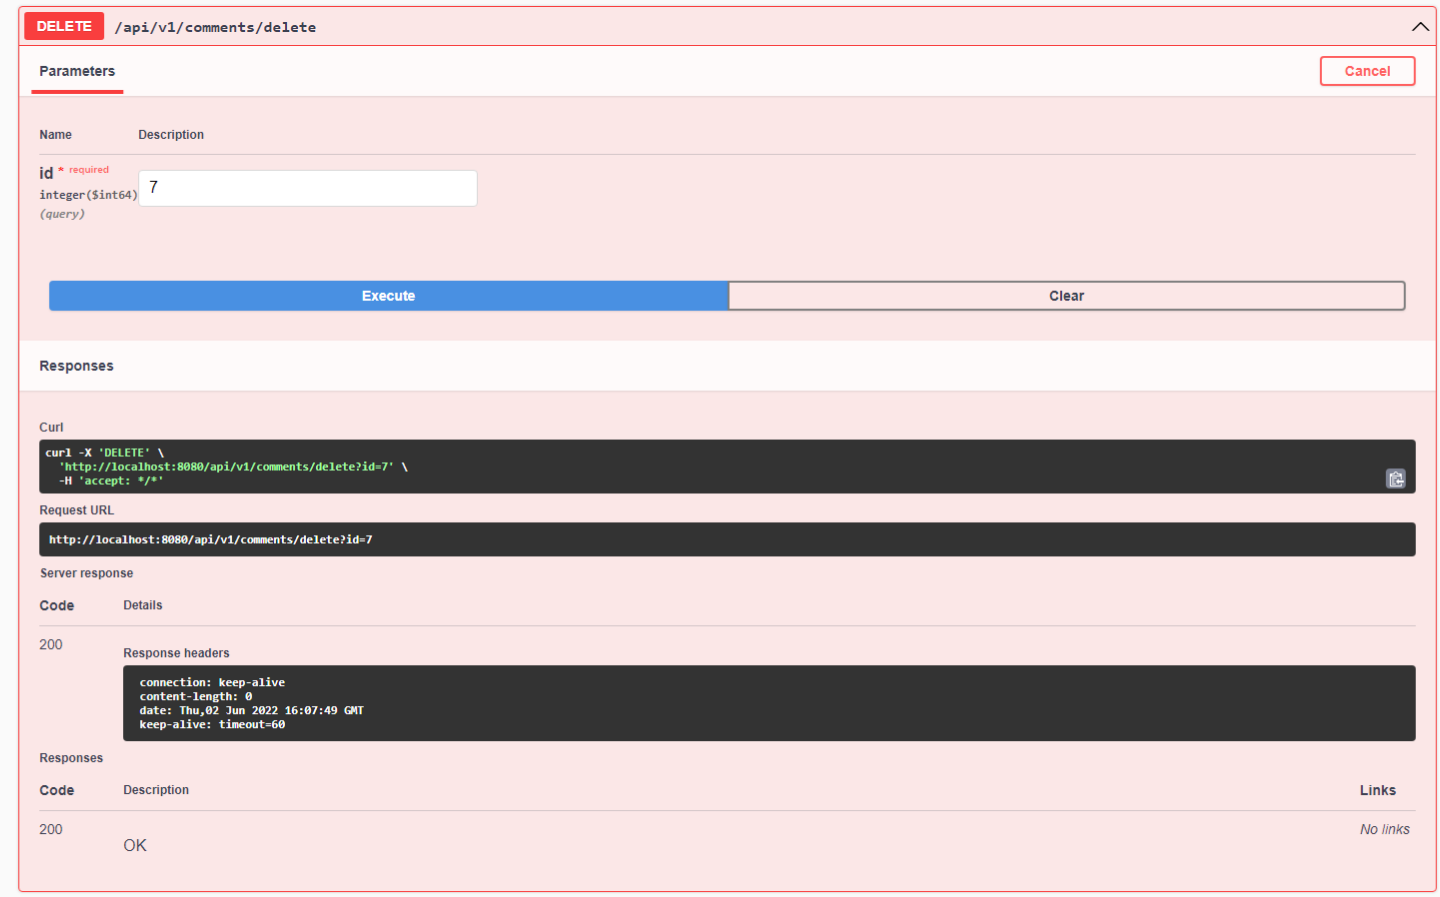 DELETE /api/v1/comments/delete
Parameters
Cancel
Name Description
id * required
integer($int64)
7
(query)
Execute Clear
Responses
Curl
curl -X 'DELETE' \
'http://localhost:8080/api/v1/comments/delete?id=7' \
-H 'accept: */*'
Request URL
http://localhost:8080/api/v1/comments/delete?id=7
Server response
Code Details
200
Response headers
connection: keep-alive
content-length: 0
date: Thu,02 Jun 2022 16:07:49 GMT
keep-alive: timeout=60
Responses
Code Description Links
200 No links
OK